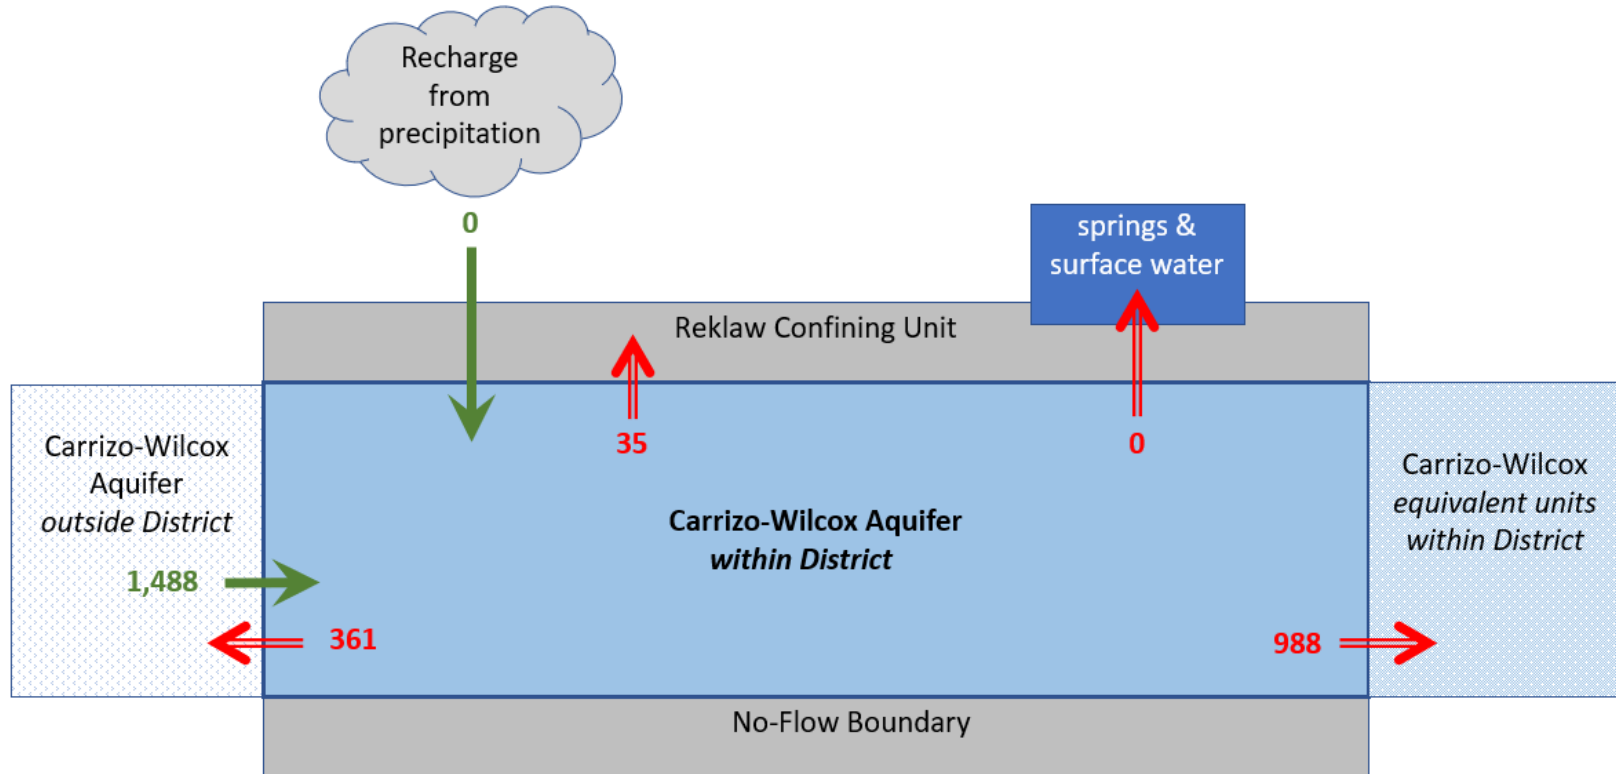 Recharge
from
precipitation
0
springs &
surface water
Reklaw Confining Unit
35
0
Carrizo-Wilcox
Aquifer
outside District
1,488
361
Carrizo-Wilcox Aquifer
within District
988
Carrizo-Wilcox
equivalent units
within District
No-Flow Boundary